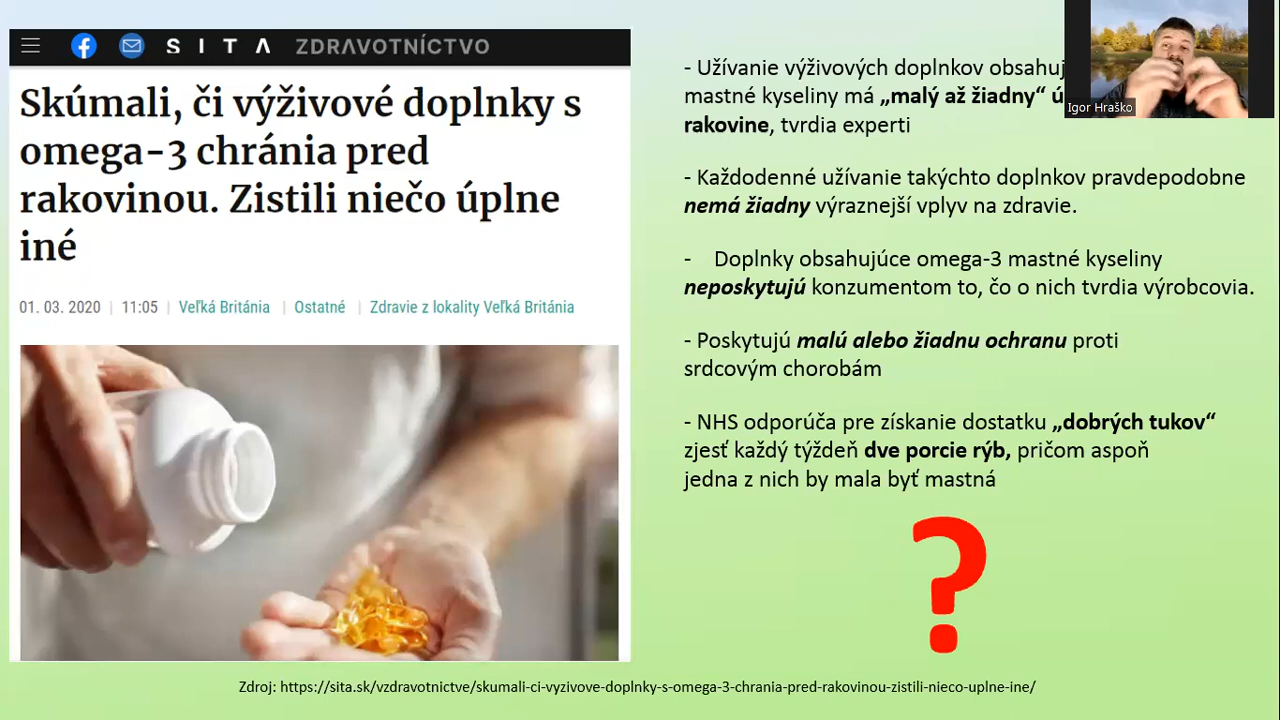 S I T A ZDRAVOTNÍCTVO
Skúmali, či výživové doplnky s
omega-3 chránia pred
rakovinou. Zistili niečo úplne
iné
01. 03. 2020 | 11:05 | Veľká Británia | Ostatné | Zdravie z lokality Veľká Británia
- Užívanie výživových doplnkov obsahuj
mastné kyseliny má „malý až žiadny“ ú
rakovine, tvrdia experti
- Každodenné užívanie takýchto doplnkov pravdepodobne
nemá žiadny výraznejší vplyv na zdravie.
- Doplnky obsahujúce omega-3 mastné kyseliny
neposkytujú konzumentom to, čo o nich tvrdia výrobcovia.
- Poskytujú malú alebo žiadnu ochranu proti
srdcovým chorobám
- NHS odporúča pre získanie dostatku „dobrých tukov“
zjesť každý týždeň dve porcie rýb, pričom aspoň
jedna z nich by mala byť mastná
?
Igor Hraško
Zdroj: https://sita.sk/vzdravotnictve/skumali-ci-vyzivove-doplnky-s-omega-3-chrania-pred-rakovinou-zistili-nieco-uplne-ine/